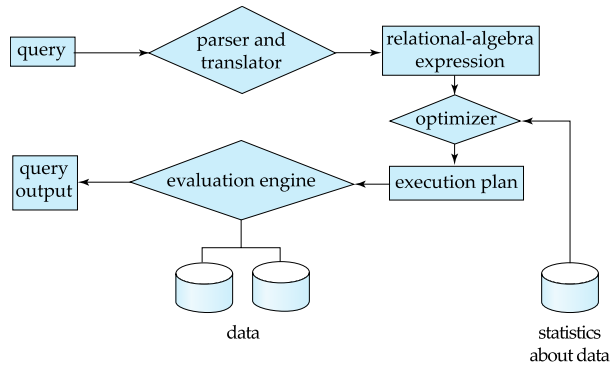 query
parser and
translator
relational-algebra
expression
optimizer
execution plan
evaluation engine
query
output
data
statistics
about data